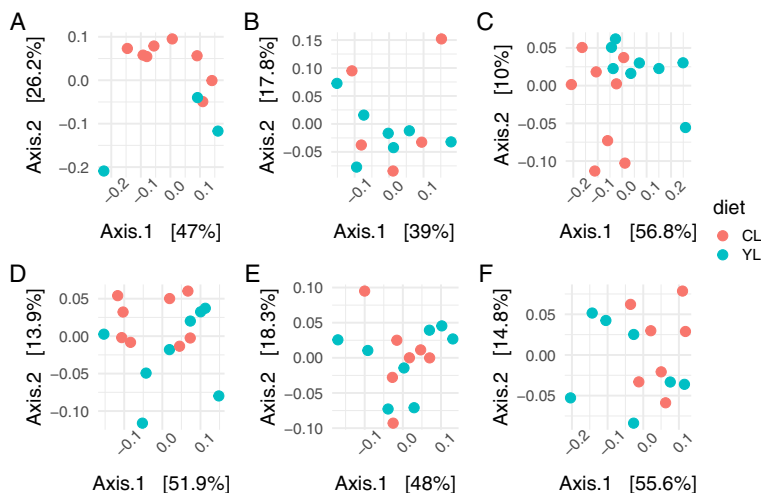 A
Axis.2 [26.2%]
0.1
0.0
−0.1
−0.2
−0.2
−0.1
0.0
0.1
Axis.1 [47%]
B
Axis.2 [17.8%]
0.15
0.10
0.05
0.00
−0.05
−0.1
0.0
0.1
Axis.1 [39%]
C
Axis.2 [10%]
0.05
0.00
−0.05
−0.10
−0.2
−0.1
0.0
0.1
0.2
Axis.1 [56.8%]
diet
CL
YL
D
Axis.2 [13.9%]
0.05
0.00
−0.05
−0.10
−0.1
0.0
0.1
Axis.1 [51.9%]
E
Axis.2 [18.3%]
0.10
0.05
0.00
−0.05
−0.10
−0.1
0.0
0.1
Axis.1 [48%]
F
Axis.2 [14.8%]
0.05
0.00
−0.05
−0.2
−0.1
0.0
0.1
Axis.1 [55.6%]